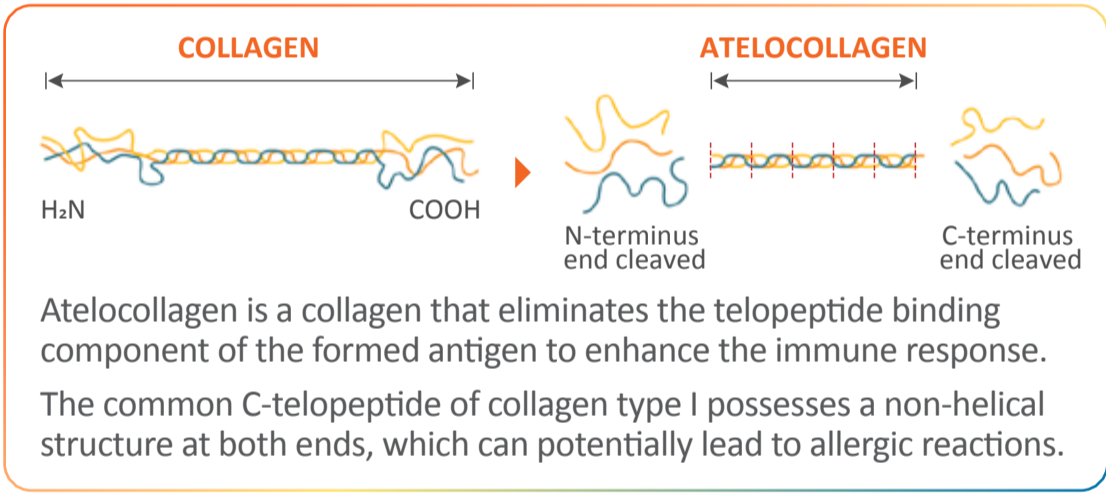 COLLAGEN
ATELOCOLLAGEN
H₂N
COOH
N-terminus
end cleaved
C-terminus
end cleaved
Atelocollagen is a collagen that eliminates the telopeptide binding
component of the formed antigen to enhance the immune response.
The common C-telopeptide of collagen type I possesses a non-helical
structure at both ends, which can potentially lead to allergic reactions.